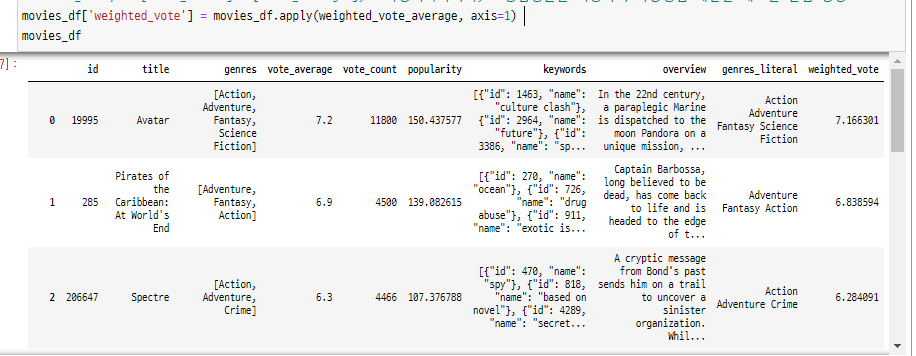 movies_df['weighted_vote'] = movies_df.apply(weighted_vote_average, axis=1)
movies_df
7]:
id title genres vote_average vote_count popularity keywords overview genres_literal weighted_vote
0 19995 Avatar [Action, Adventure, Fantasy, Science Fiction] 7.2 11800 150.437577 [{"id": 1463, "name": "culture clash"}, {"id": 2964, "name": "future"}, {"id": 3386, "name": "sp... In the 22nd century, a paraplegic Marine is dispatched to the moon Pandora on a unique mission, ... Action Adventure Fantasy Science Fiction 7.166301
1 285 Pirates of the Caribbean: At World's End [Adventure, Fantasy, Action] 6.9 4500 139.082615 [{"id": 270, "name": "ocean"}, {"id": 726, "name": "drug abuse"}, {"id": 911, "name": "exotic is... Captain Barbossa, long believed to be dead, has come back to life and is headed to the edge of t... Adventure Fantasy Action 6.838594
2 206647 Spectre [Action, Adventure, Crime] 6.3 4466 107.376788 [{"id": 470, "name": "spy"}, {"id": 818, "name": "based on novel"}, {"id": 4289, "name": "secret... A cryptic message from Bond's past sends him on a trail to uncover a sinister organization. Whil... Action Adventure Crime 6.284091